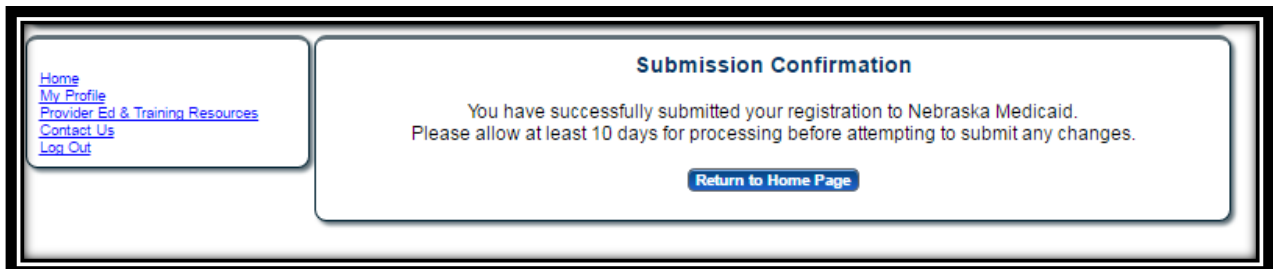 Home
My Profile
Provider Ed & Training Resources
Contact Us
Log Out
Submission Confirmation
You have successfully submitted your registration to Nebraska Medicaid.
Please allow at least 10 days for processing before attempting to submit any changes.
Return to Home Page